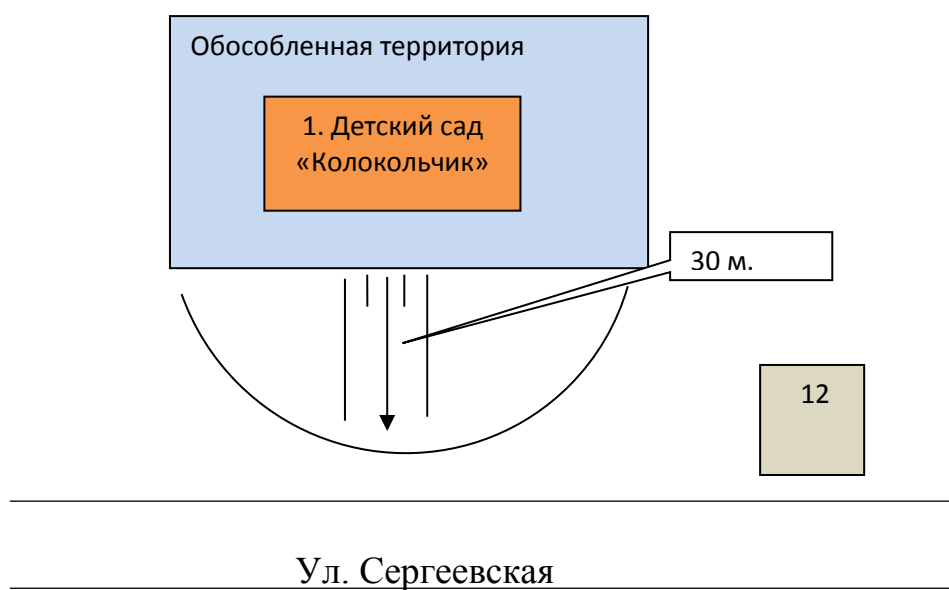 Обособленная территория
1. Детский сад
«Колокольчик»
30 м.
12
Ул. Сергеевская